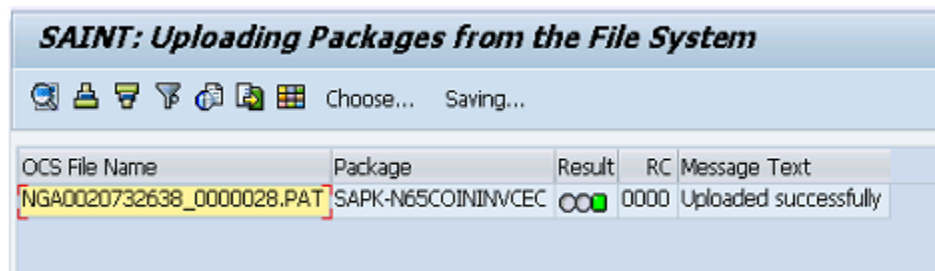 SAINT: Uploading Packages from the File System
Choose... Saving...
OCS File Name Package Result RC Message Text
NGA0020732638_0000028.PAT SAPK-N65COININVCEC 0000 Uploaded successfully